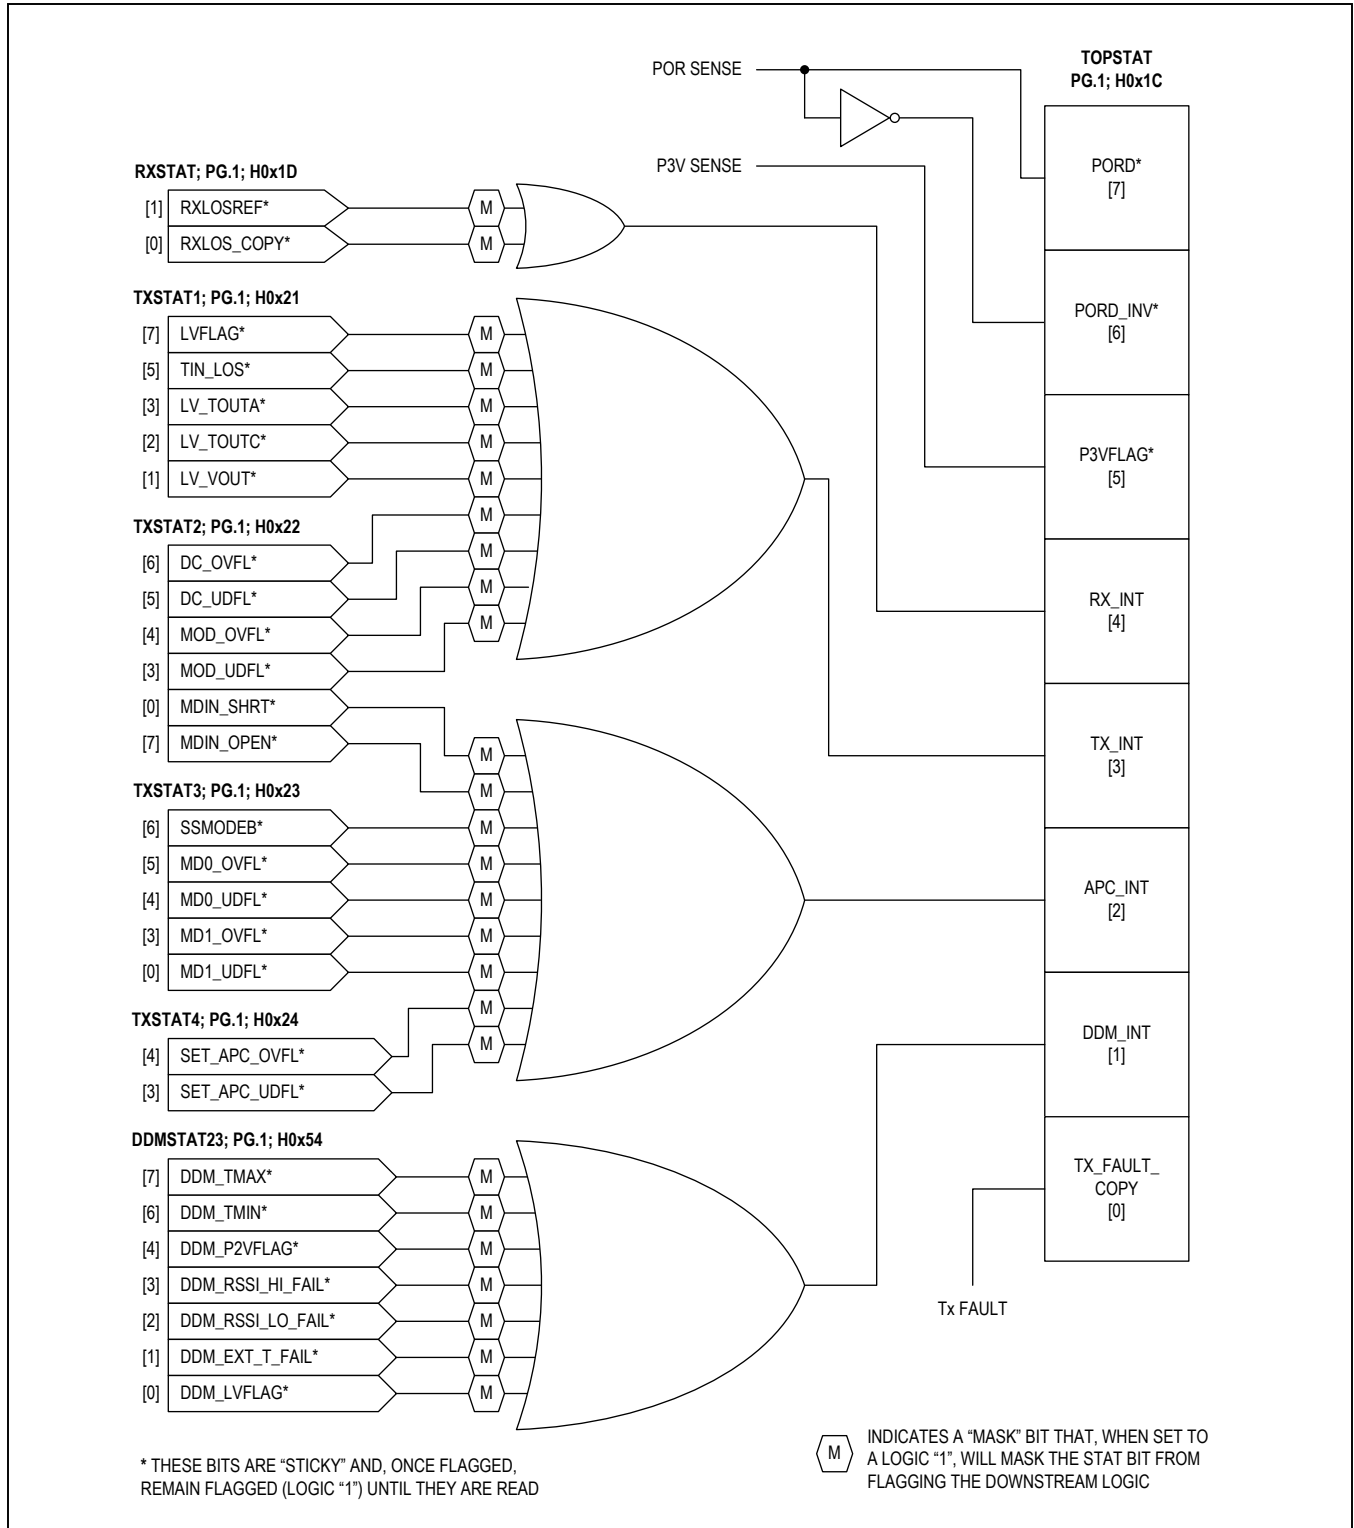 POR SENSE
TOPSTAT
PG.1; H0x1C
P3V SENSE
PORD*
[7]
RXSTAT; PG.1; H0x1D
[1] RXLOSREF* M
[0] RXLOS_COPY* M
TXSTAT1; PG.1; H0x21
PORD_INV*
[6]
[7] LVFLAG* M
[5] TIN_LOS* M
[3] LV_TOUTA* M
[2] LV_TOUTC* M
[1] LV_VOUT* M
M
M
M
M
P3VFLAG*
[5]
TXSTAT2; PG.1; H0x22
[6] DC_OVFL*
[5] DC_UDFL*
[4] MOD_OVFL*
[3] MOD_UDFL*
[0] MDIN_SHRT*
[7] MDIN_OPEN*
RX_INT
[4]
TX_INT
[3]
M
M
TXSTAT3; PG.1; H0x23
[6] SSMODEB* M
[5] MD0_OVFL* M
[4] MD0_UDFL* M
[3] MD1_OVFL* M
[0] MD1_UDFL* M
M
M
APC_INT
[2]
TXSTAT4; PG.1; H0x24
[4] SET_APC_OVFL*
[3] SET_APC_UDFL*
DDM_INT
[1]
DDMSTAT23; PG.1; H0x54
[7] DDM_TMAX* M
[6] DDM_TMIN* M
[4] DDM_P2VFLAG* M
[3] DDM_RSSI_HI_FAIL* M
[2] DDM_RSSI_LO_FAIL* M
[1] DDM_EXT_T_FAIL* M
[0] DDM_LVFLAG* M
TX_FAULT_
COPY
[0]
Tx FAULT
* THESE BITS ARE “STICKY” AND, ONCE FLAGGED,
REMAIN FLAGGED (LOGIC “1”) UNTIL THEY ARE READ
M
INDICATES A “MASK” BIT THAT, WHEN SET TO
A LOGIC “1”, WILL MASK THE STAT BIT FROM
FLAGGING THE DOWNSTREAM LOGIC